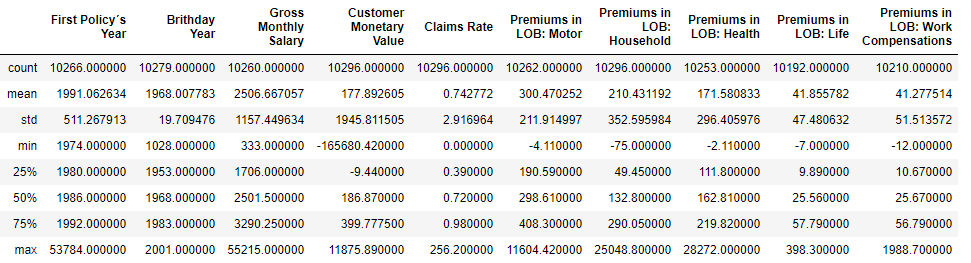 First Policy´s Year Brithday Year Gross Monthly Salary Customer Monetary Value Claims Rate Premiums in LOB: Motor Premiums in LOB: Household Premiums in LOB: Health Premiums in LOB: Life Premiums in LOB: Work Compensations
count 10266.000000 10279.000000 10260.000000 10296.000000 10296.000000 10262.000000 10296.000000 10253.000000 10192.000000 10210.000000
mean 1991.062634 1968.007783 2506.667057 177.892605 0.742772 300.470252 210.431192 171.580833 41.855782 41.277514
std 511.267913 19.709476 1157.449634 1945.811505 2.916964 211.914997 352.595984 296.405976 47.480632 51.513572
min 1974.000000 1028.000000 333.000000 -165680.420000 0.000000 -4.110000 -75.000000 -2.110000 -7.000000 -12.000000
25% 1980.000000 1953.000000 1706.000000 -9.440000 0.390000 190.590000 49.450000 111.800000 9.890000 10.670000
50% 1986.000000 1968.000000 2501.500000 186.870000 0.720000 298.610000 132.800000 162.810000 25.560000 25.670000
75% 1992.000000 1983.000000 3290.250000 399.777500 0.980000 408.300000 290.050000 219.820000 57.790000 56.790000
max 53784.000000 2001.000000 55215.000000 11875.890000 256.200000 11604.420000 25048.800000 28272.000000 398.300000 1988.700000